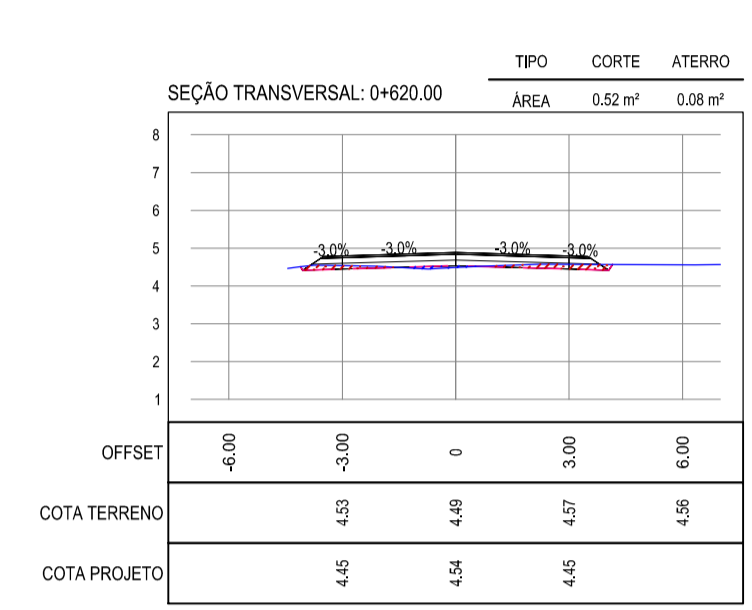 TIPO CORTE ATERRO
SEÇÃO TRANSVERSAL: 0+620.00
ÁREA 0.52 m² 0.08 m²
8
7
6
5
4
3
2
1
-3.0% -3.0% -3.0% -3.0%
OFFSET -6.00 -3.00 0 3.00 6.00
COTA TERRENO 4.53 4.49 4.57 4.56
COTA PROJETO 4.45 4.54 4.45